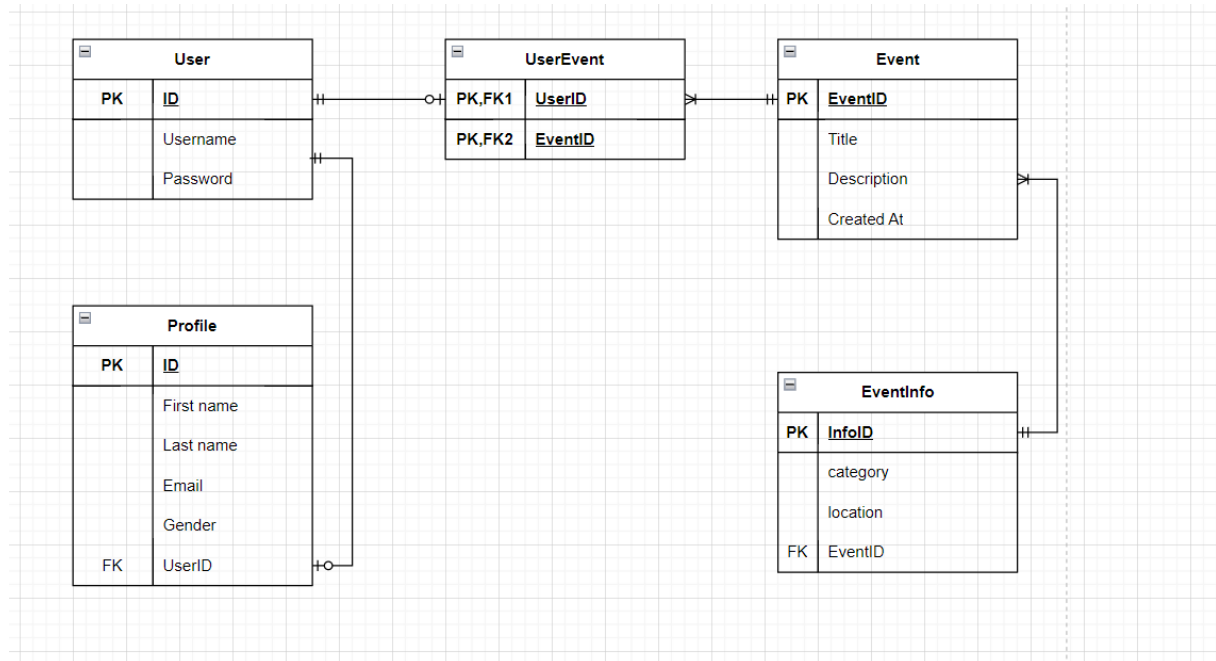 User
PK ID
Username
Password
UserEvent
PK,FK1 UserID
PK,FK2 EventID
Event
PK EventID
Title
Description
Created At
Profile
PK ID
First name
Last name
Email
Gender
FK UserID
EventInfo
PK InfoID
category
location
FK EventID